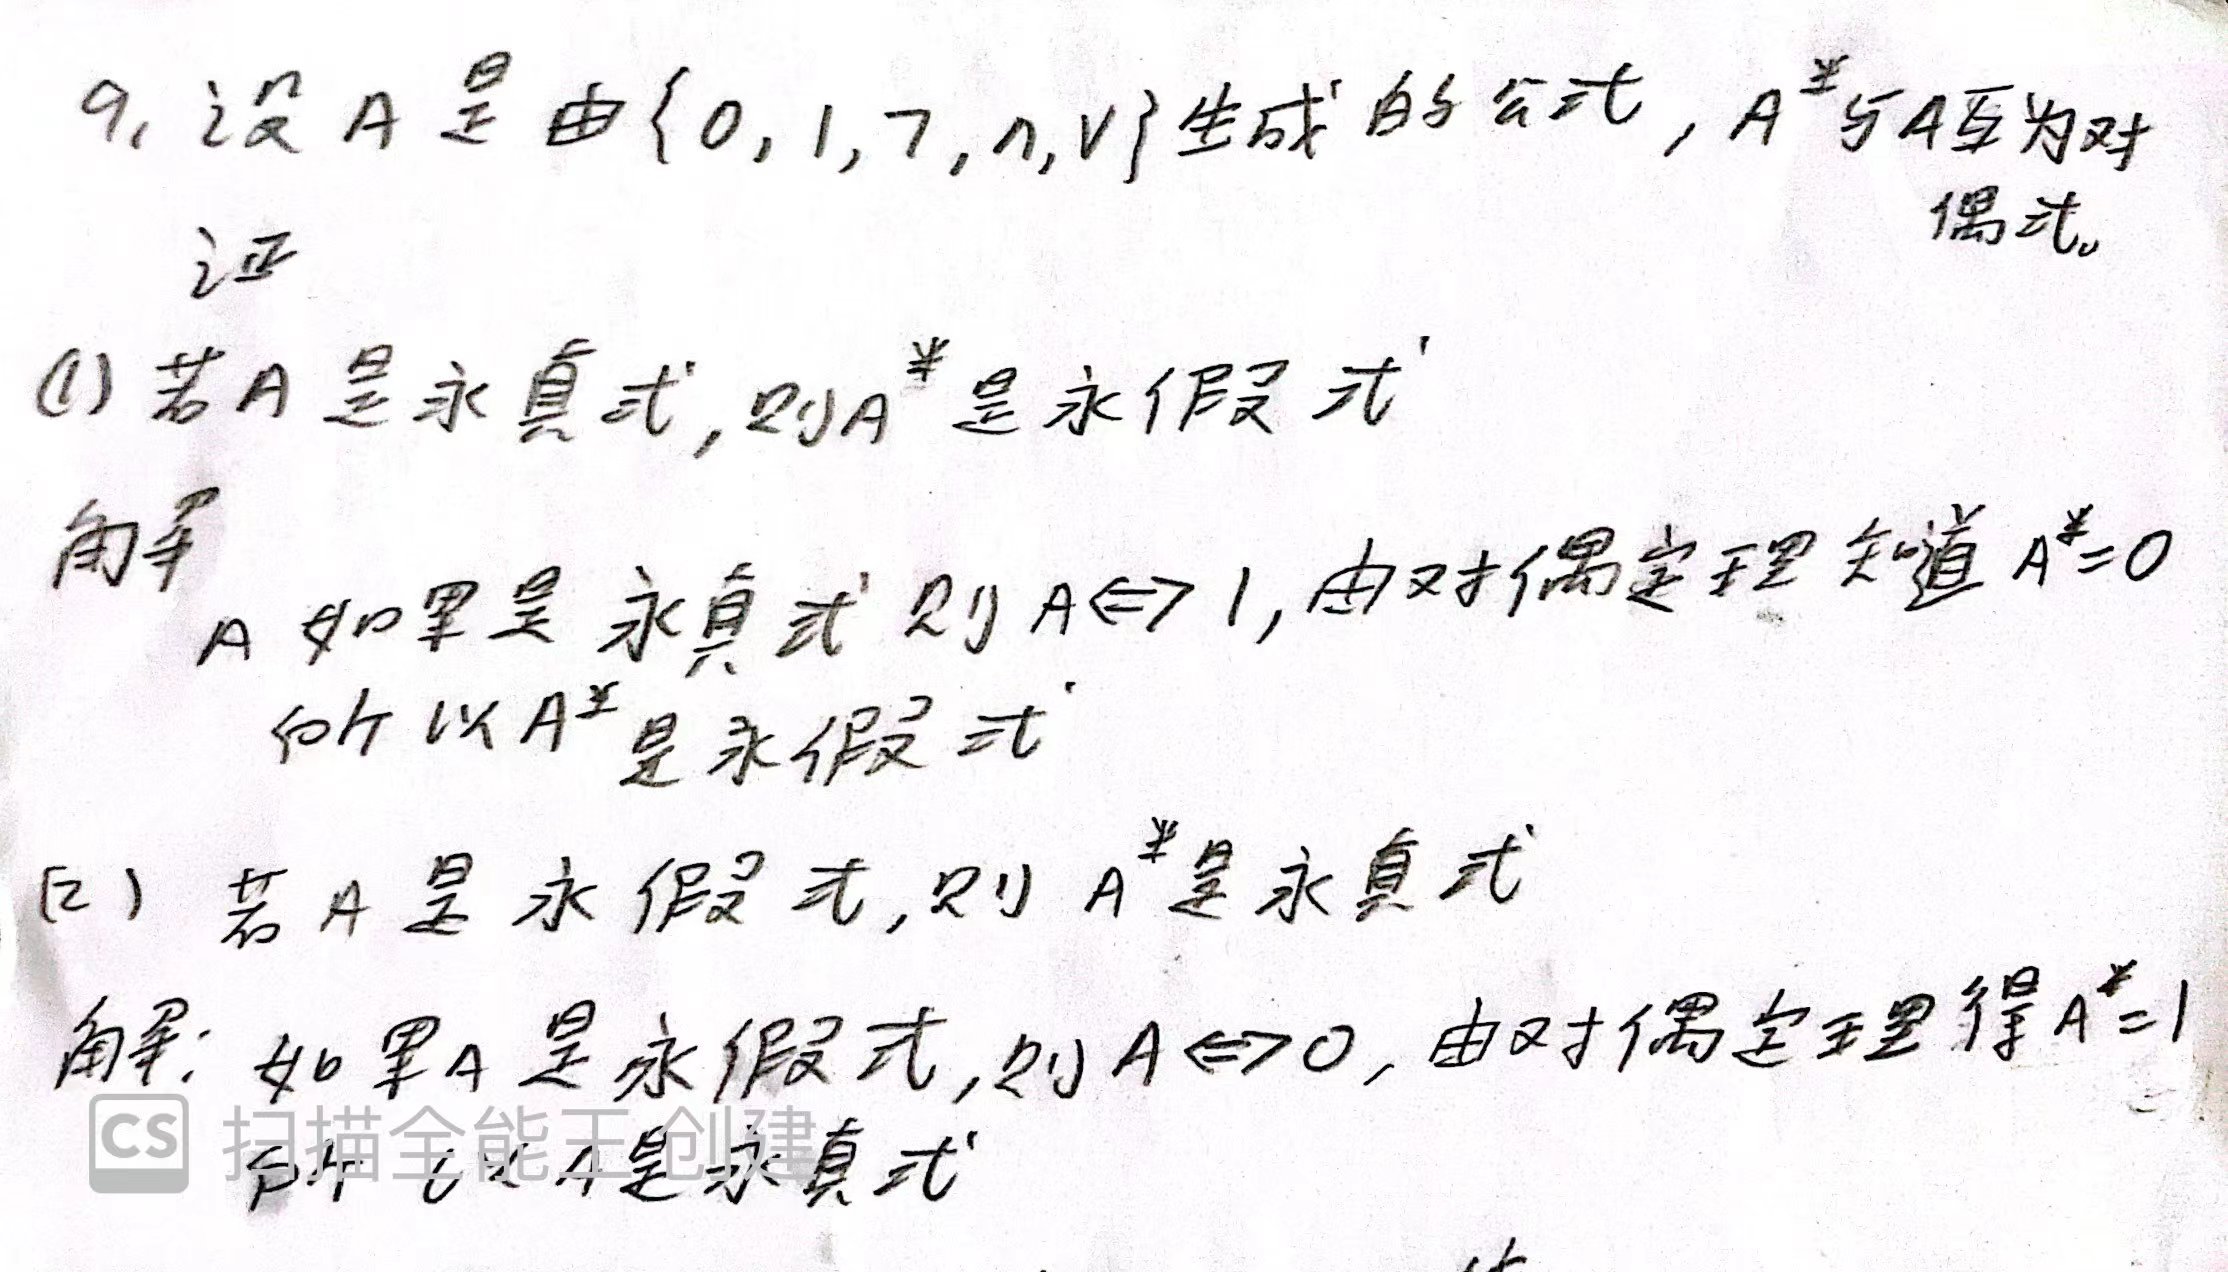 9, 设 A 是 由{0, 1, ¬, ∧, ∨}生成的公式, A*与A互为对
偶式。
证
(1) 若A 是永真式, 则A*是永假式
解
A 如果是永真式 则 A⇔1, 由对偶定理知道 A*=0
所以A*是永假式
(2) 若A是永假式, 则 A*是永真式
解: 如果A是永假式, 则A⇔0, 由对偶定理得A*=1
CS 扫描全能王 创建
所以A是永真式